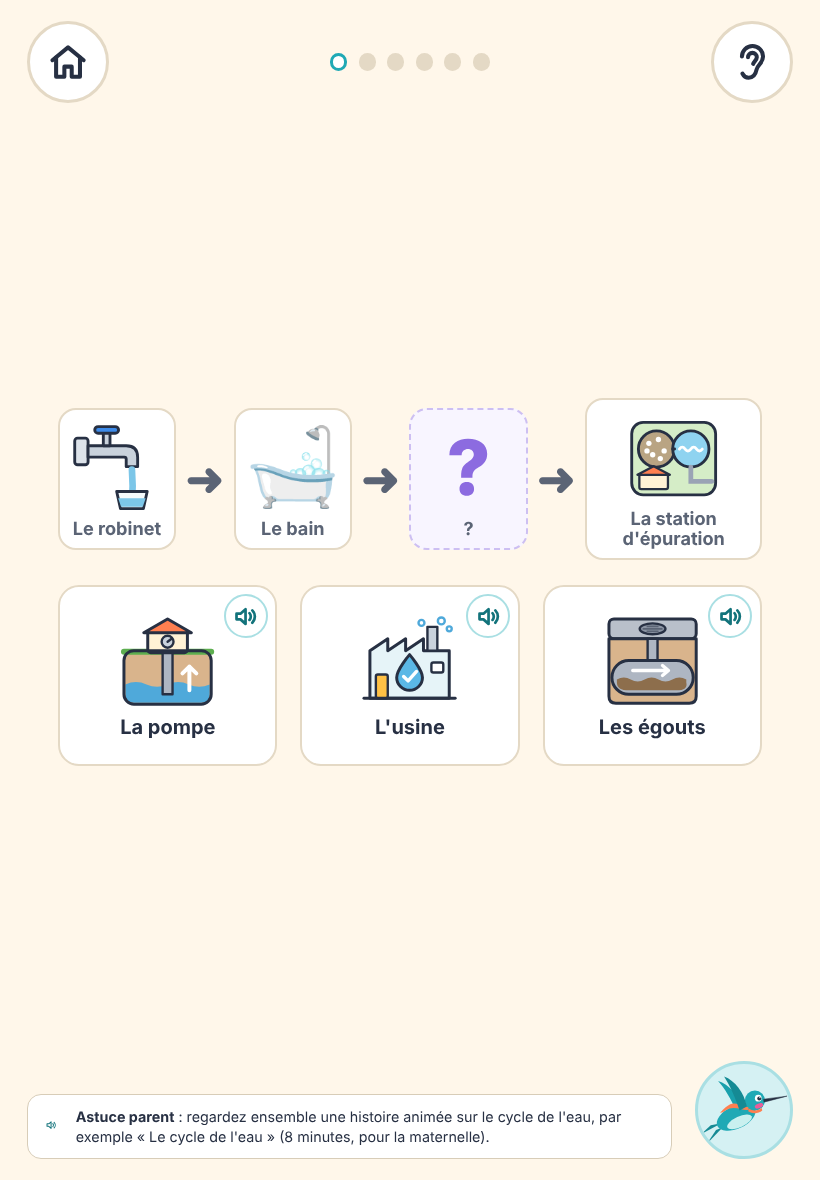 Le robinet
Le bain
?
?
La station
d'épuration
La pompe
L'usine
Les égouts
Astuce parent : regardez ensemble une histoire animée sur le cycle de l'eau, par
exemple « Le cycle de l'eau » (8 minutes, pour la maternelle).